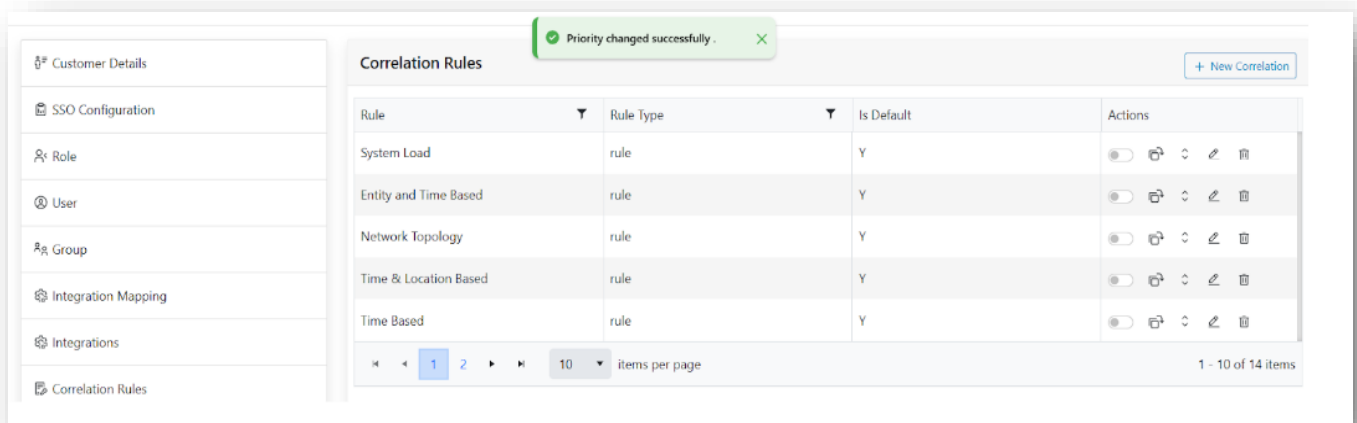 Priority changed successfully .
Customer Details
SSO Configuration
Role
User
Group
Integration Mapping
Integrations
Correlation Rules
Correlation Rules
+ New Correlation
Rule Rule Type Is Default Actions
System Load rule Y
Entity and Time Based rule Y
Network Topology rule Y
Time & Location Based rule Y
Time Based rule Y
1 2 10 items per page 1 - 10 of 14 items